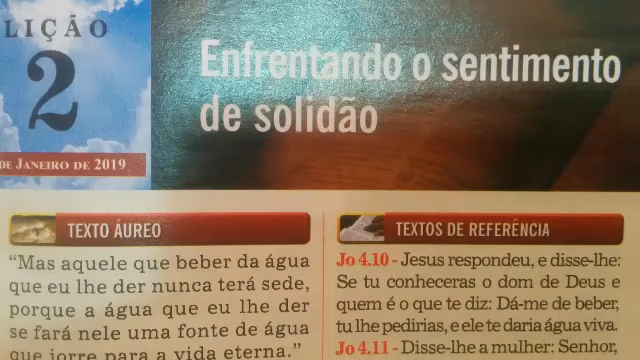 LIÇÃO
2
DE JANEIRO DE 2019
Enfrentando o sentimento
de solidão
TEXTO ÁUREO
“Mas aquele que beber da água
que eu lhe der nunca terá sede,
porque a água que eu lhe der
se fará nele uma fonte de água
que jorre para a vida eterna.”
TEXTOS DE REFERÊNCIA
Jo 4.10 - Jesus respondeu, e disse-lhe:
Se tu conheceras o dom de Deus e
quem é o que te diz: Dá-me de beber,
tu lhe pedirias, e ele te daria água viva.
Jo 4.11 - Disse-lhe a mulher: Senhor,